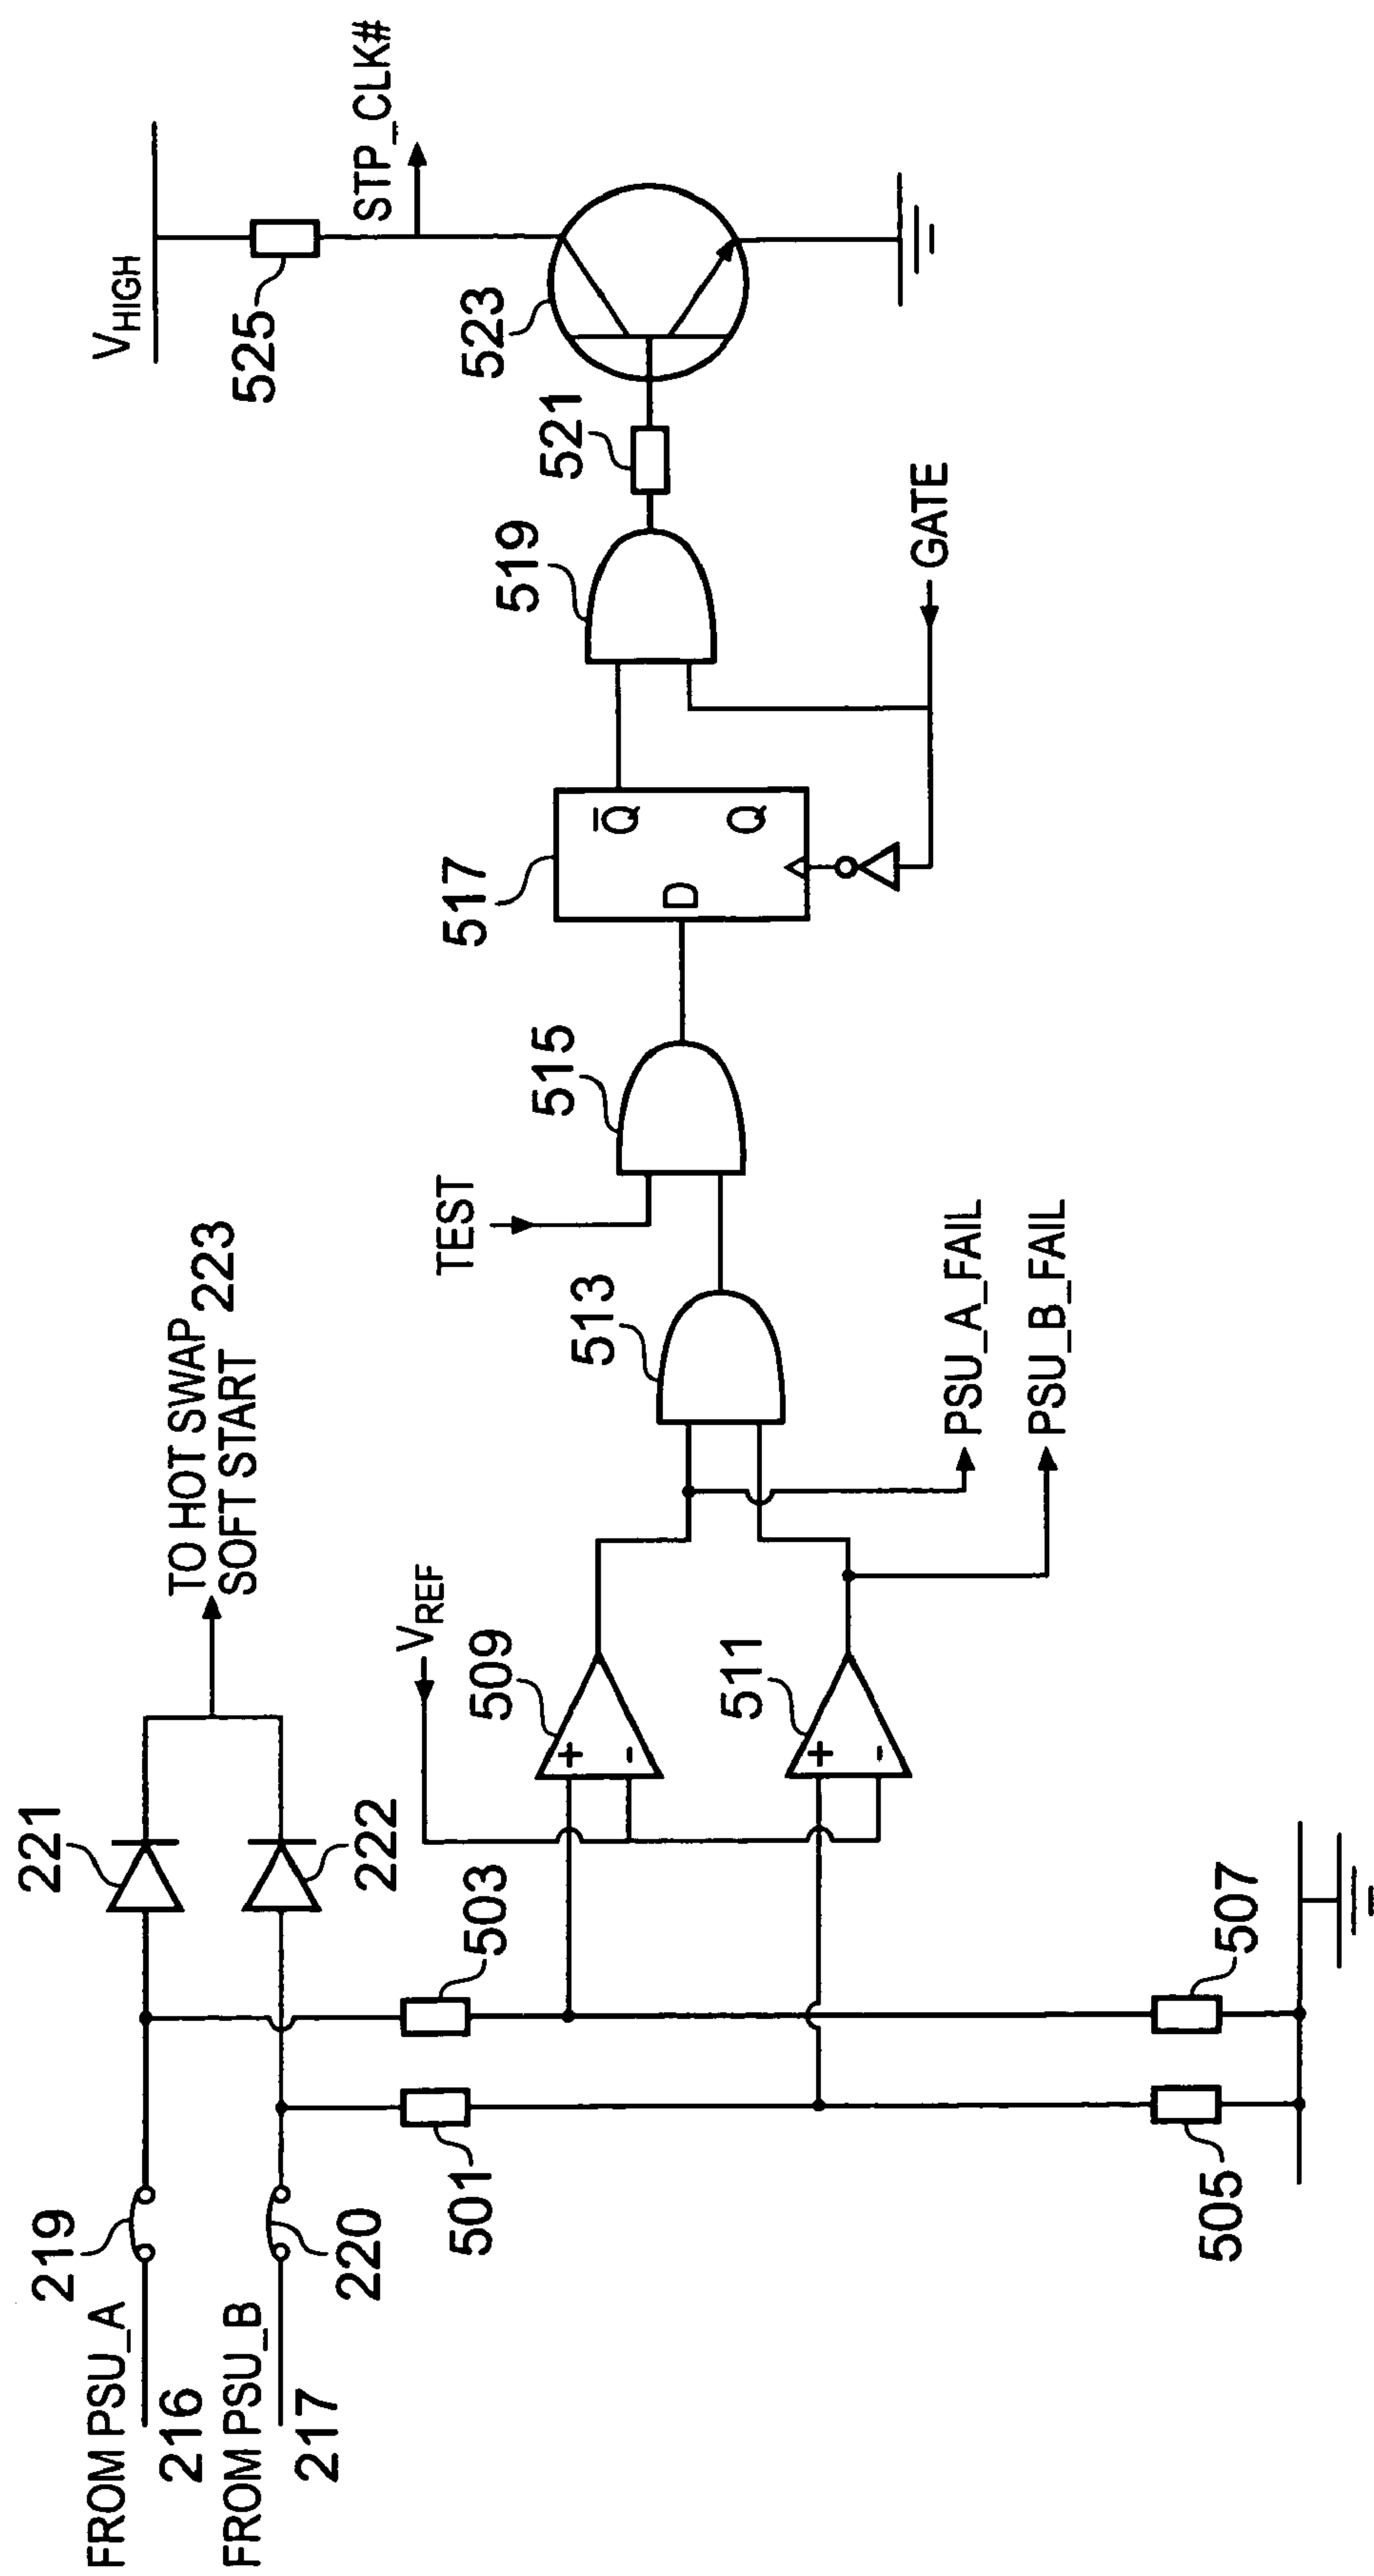 FROM PSU_A
216
FROM PSU_B
217
219
220
221
222
TO HOT SWAP
SOFT START 223
501
503
505
507
VREF
509
+
-
511
+
-
PSU_A_FAIL
PSU_B_FAIL
513
TEST
515
517
D
Q̅
Q
519
GATE
521
523
525
VHIGH
STP_CLK#